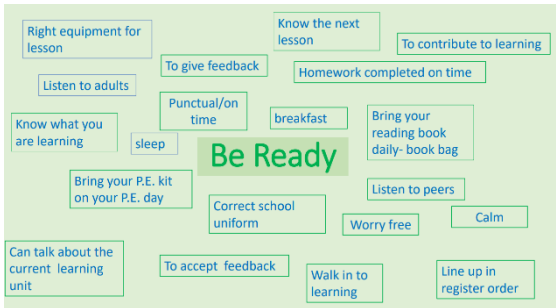 Right equipment for
lesson
Know the next
lesson
To contribute to learning
To give feedback
Homework completed on time
Listen to adults
Punctual/on
time
breakfast
Bring your
reading book
daily- book bag
Know what you
are learning
sleep
Be Ready
Bring your P.E. kit
on your P.E. day
Listen to peers
Correct school
uniform
Worry free
Calm
Can talk about the
current  learning
unit
To accept  feedback
Walk in to
learning
Line up in
register order